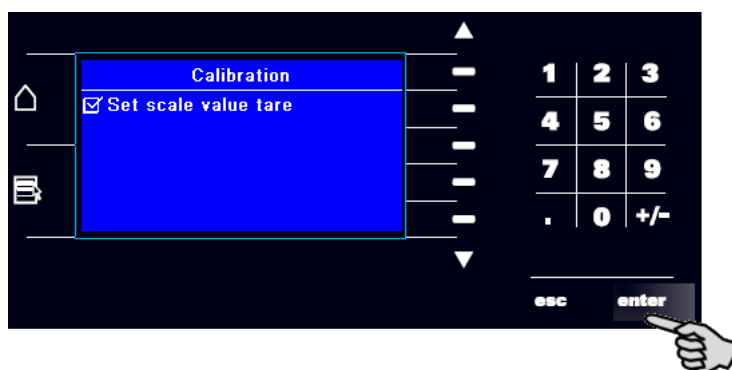 Calibration
Set scale value tare
1 2 3
4 5 6
7 8 9
. 0 +/-
esc enter